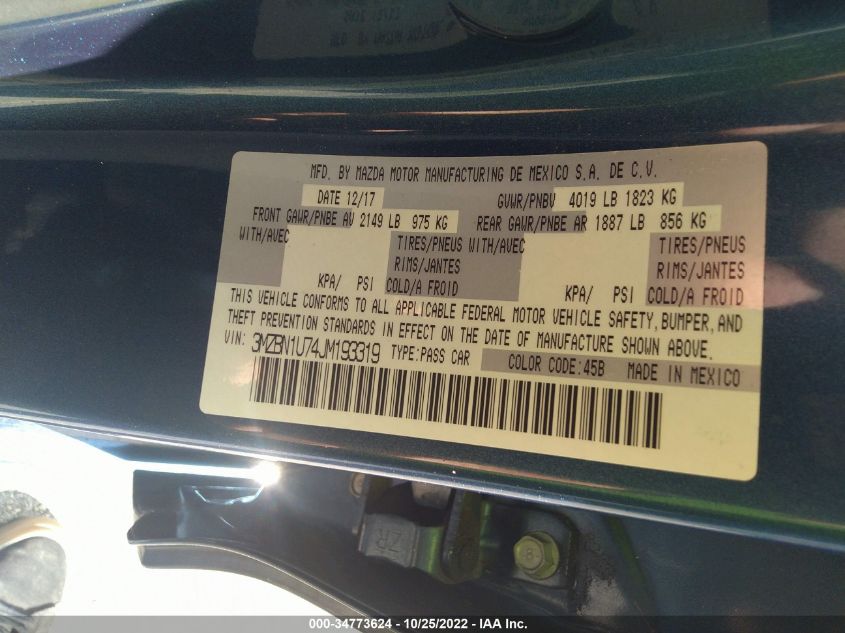 MFD. BY MAZDA MOTOR MANUFACTURING DE MEXICO S.A. DE C.V.
DATE 12/17 GVWR/PNBV 4019 LB 1823 KG
FRONT GAWR/PNBE AV 2149 LB 975 KG REAR GAWR/PNBE AR 1887 LB 856 KG
WITH/AVEC TIRES/PNEUS WITH/AVEC TIRES/PNEUS
RIMS/JANTES RIMS/JANTES
KPA/ PSI COLD/A FROID KPA/ PSI COLD/A FROID
THIS VEHICLE CONFORMS TO ALL APPLICABLE FEDERAL MOTOR VEHICLE SAFETY, BUMPER, AND
THEFT PREVENTION STANDARDS IN EFFECT ON THE DATE OF MANUFACTURE SHOWN ABOVE.
VIN: 3MZBN1U74JM193319 TYPE:PASS CAR COLOR CODE:45B MADE IN MEXICO
ZR
8
000-34773624 - 10/25/2022 - IAA Inc.